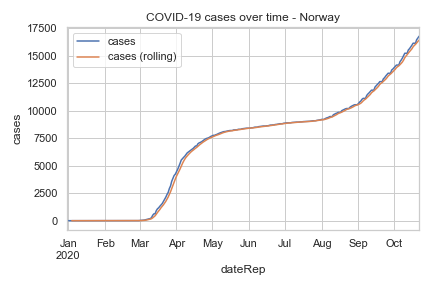 COVID-19 cases over time - Norway
cases
cases (rolling)
17500
15000
12500
10000
7500
5000
2500
0
cases
Jan Feb Mar Apr May Jun Jul Aug Sep Oct
2020
dateRep